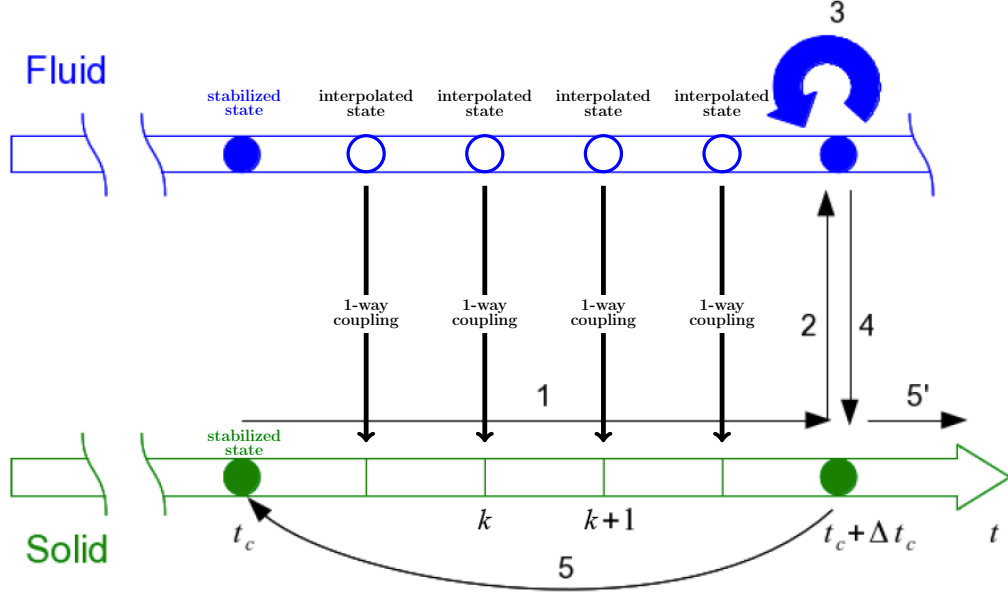 3
Fluid
stabilized
state
interpolated
state
interpolated
state
interpolated
state
interpolated
state
1-way
coupling
1-way
coupling
1-way
coupling
1-way
coupling
2
4
1
5'
stabilized
state
Solid
t_c
k
k+1
t_c+Δt_c
t
5